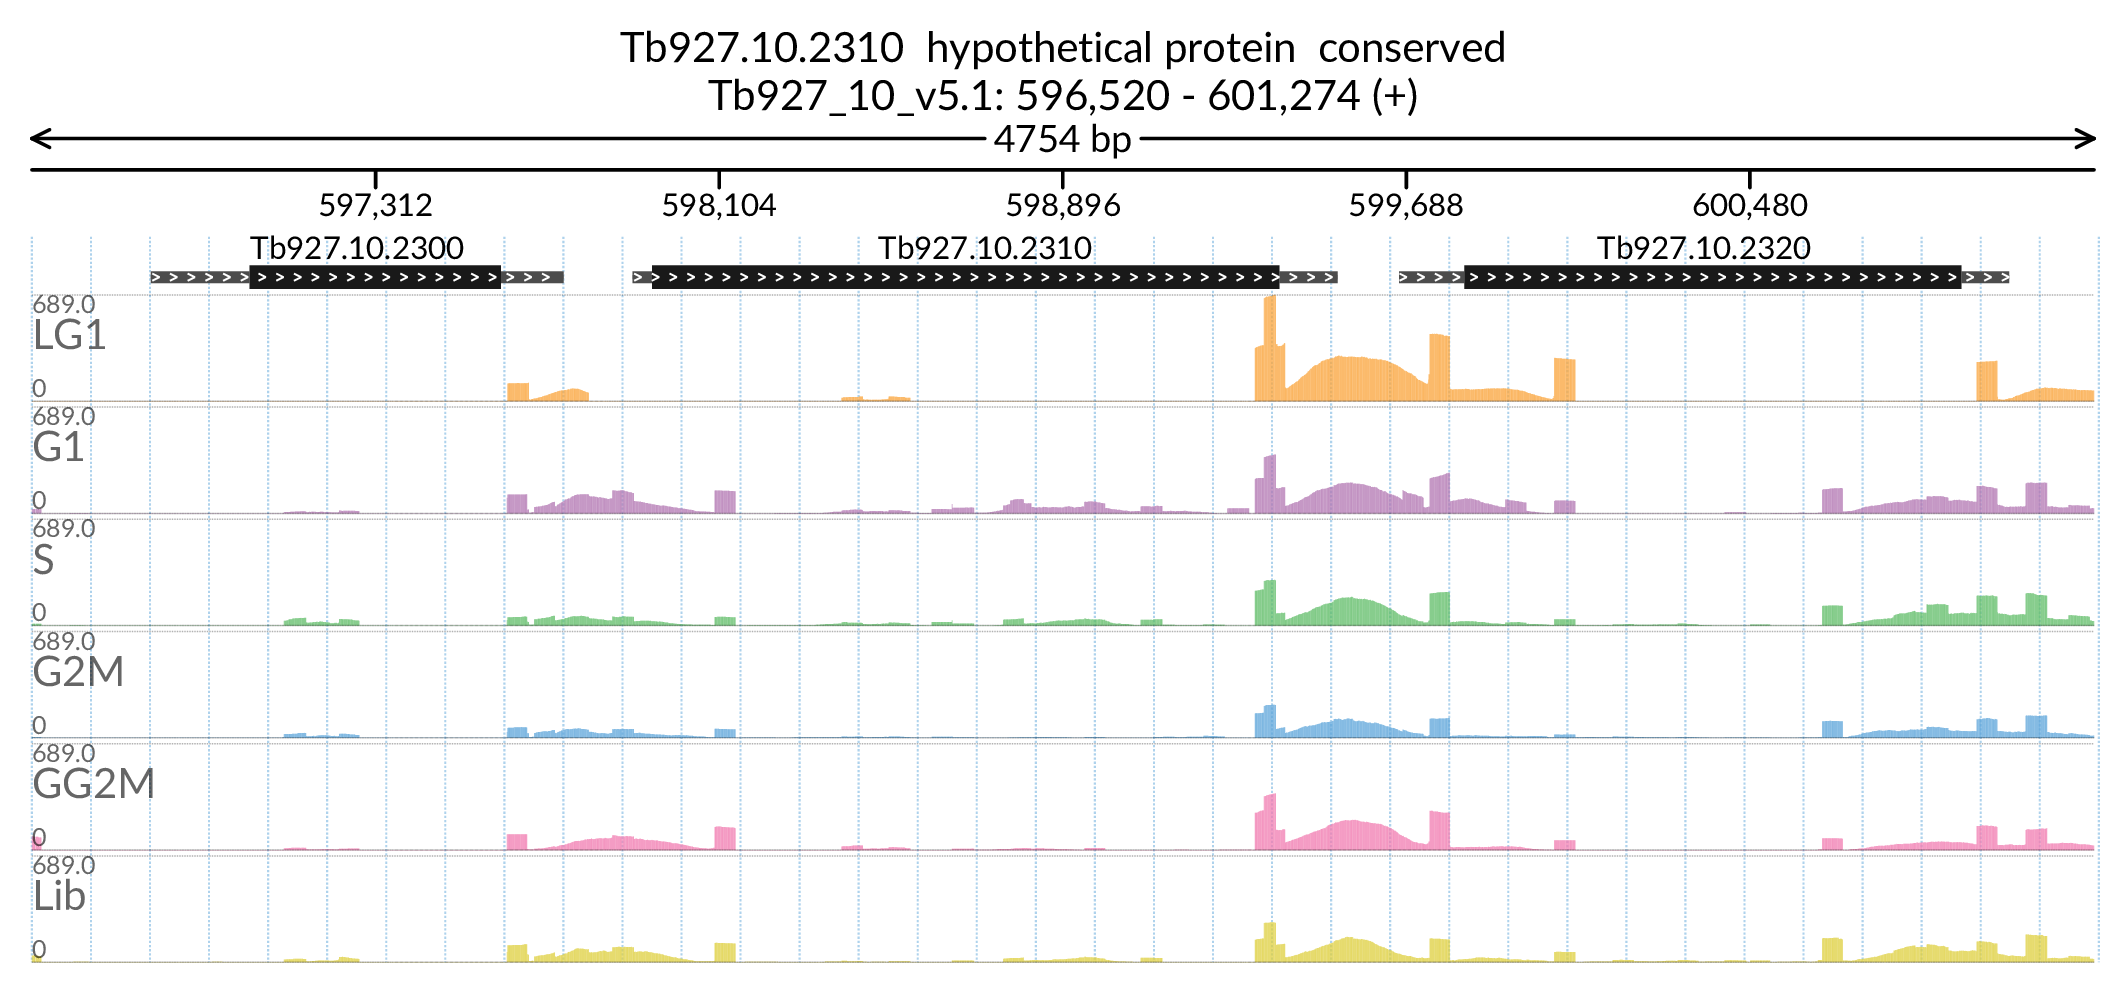 Tb927.10.2310 hypothetical protein conserved
Tb927_10_v5.1: 596,520 - 601,274 (+)
4754 bp
597,312 598,104 598,896 599,688 600,480
Tb927.10.2300 Tb927.10.2310 Tb927.10.2320
689.0
LG1
0
689.0
G1
0
689.0
S
0
689.0
G2M
0
689.0
GG2M
0
689.0
Lib
0